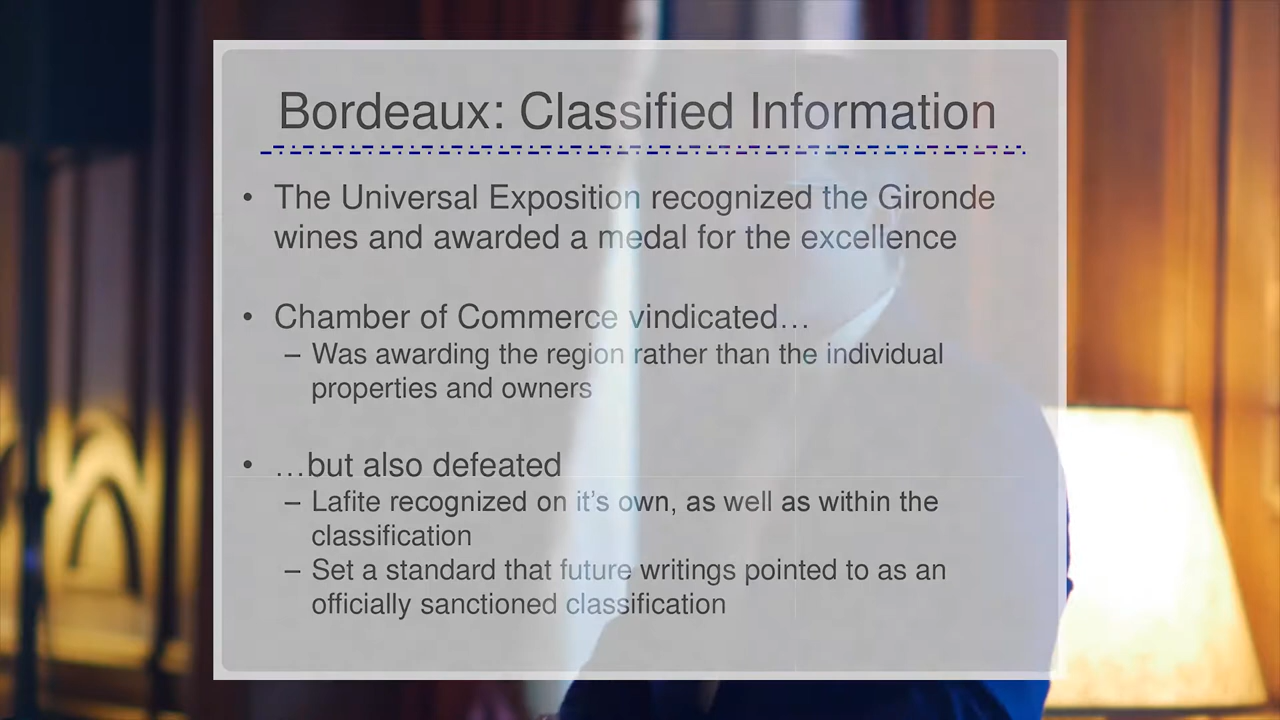 Bordeaux: Classified Information
• The Universal Exposition recognized the Gironde
wines and awarded a medal for the excellence
• Chamber of Commerce vindicated…
– Was awarding the region rather than the individual
properties and owners
• …but also defeated
– Lafite recognized on it’s own, as well as within the
classification
– Set a standard that future writings pointed to as an
officially sanctioned classification